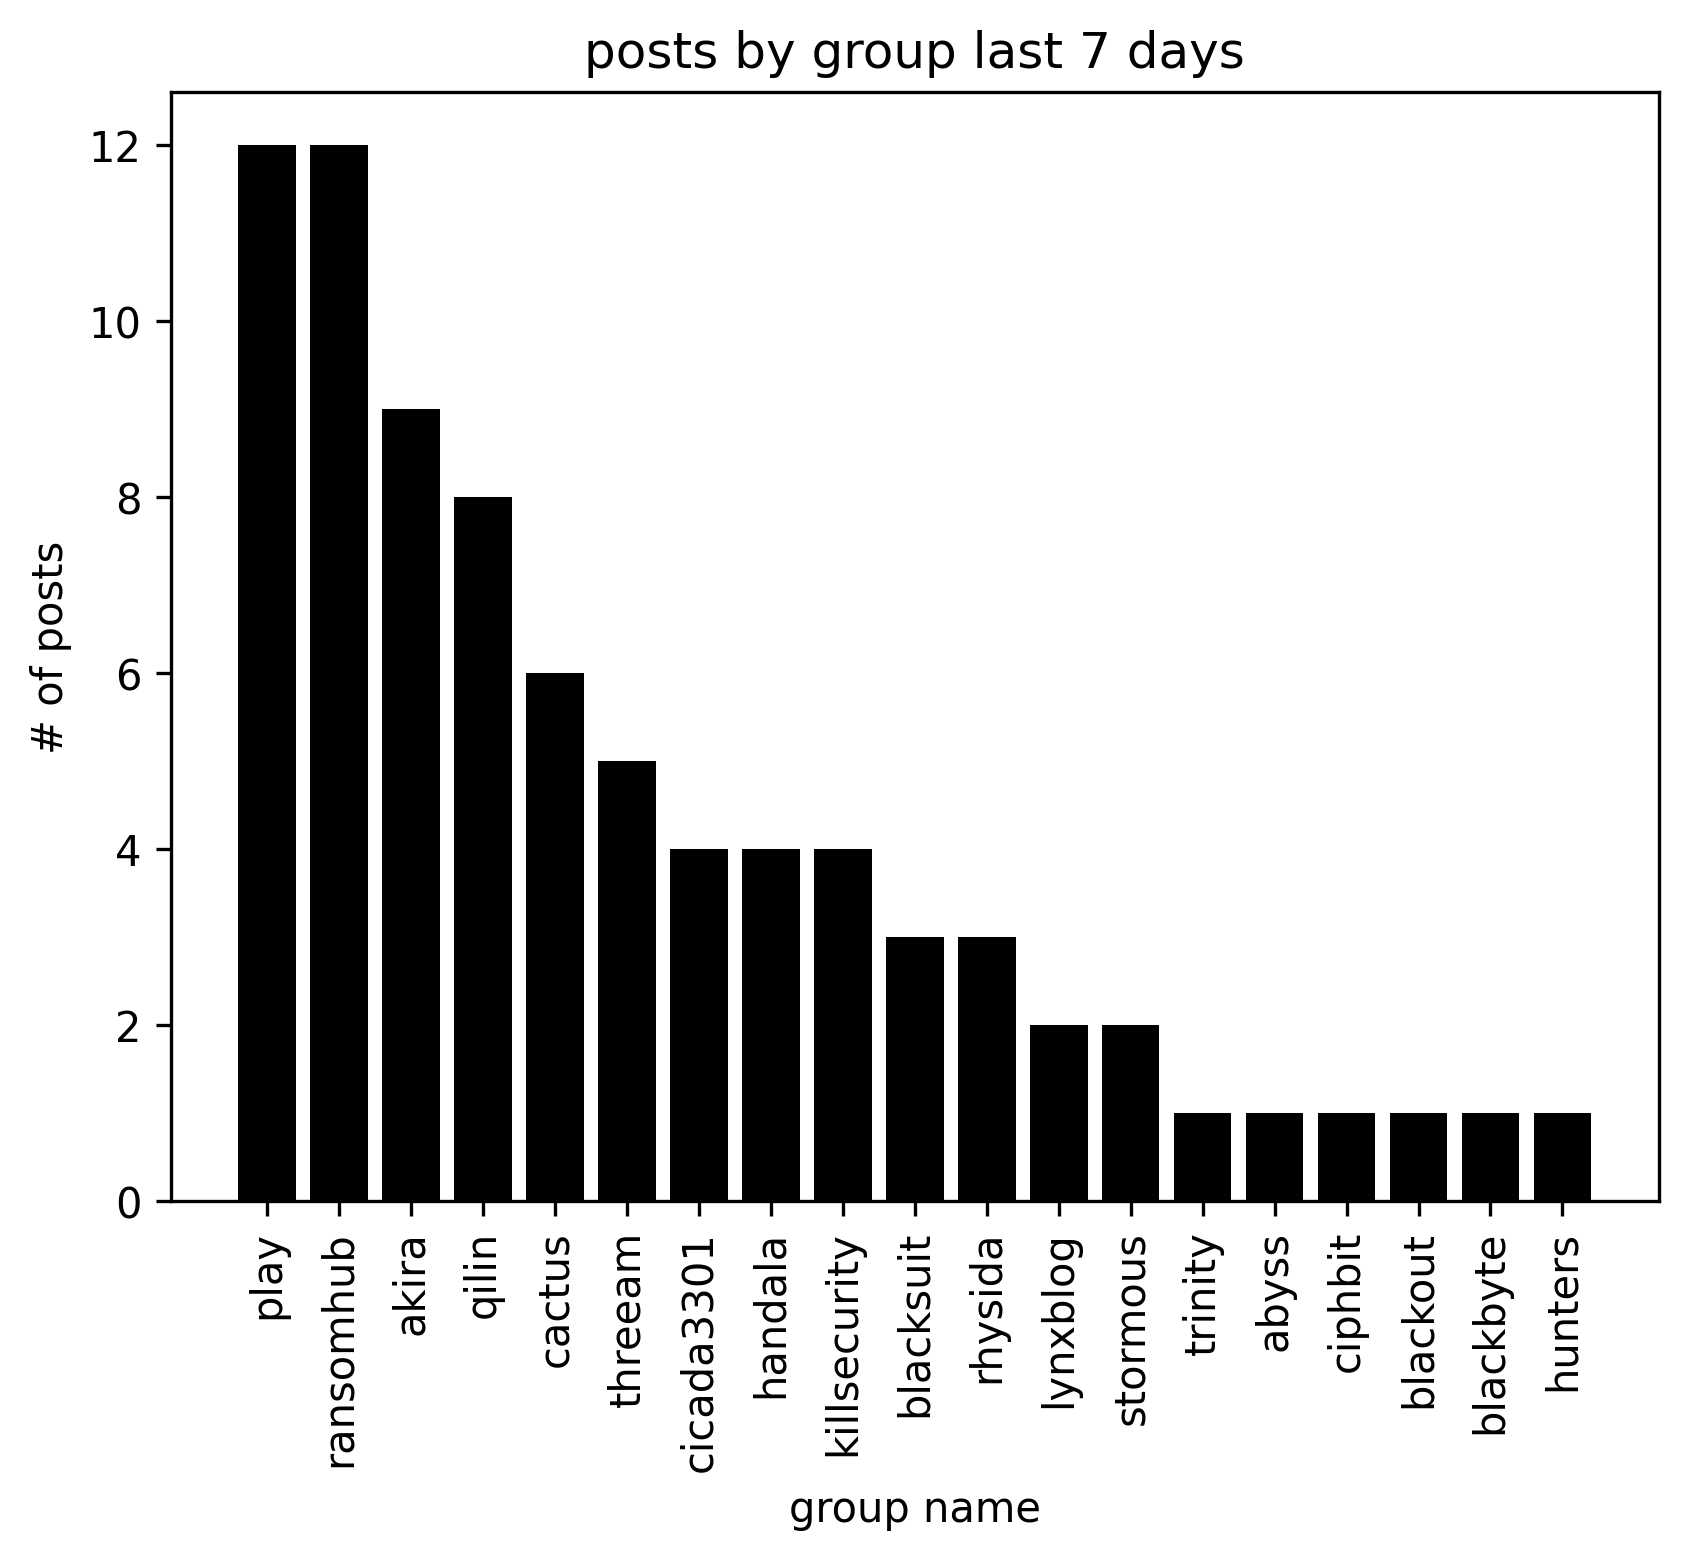 posts by group last 7 days
12
10
8
6
4
2
0
# of posts
play
ransomhub
akira
qilin
cactus
threeam
cicada3301
handala
killsecurity
blacksuit
rhysida
lynxblog
stormous
trinity
abyss
ciphbit
blackout
blackbyte
hunters
group name